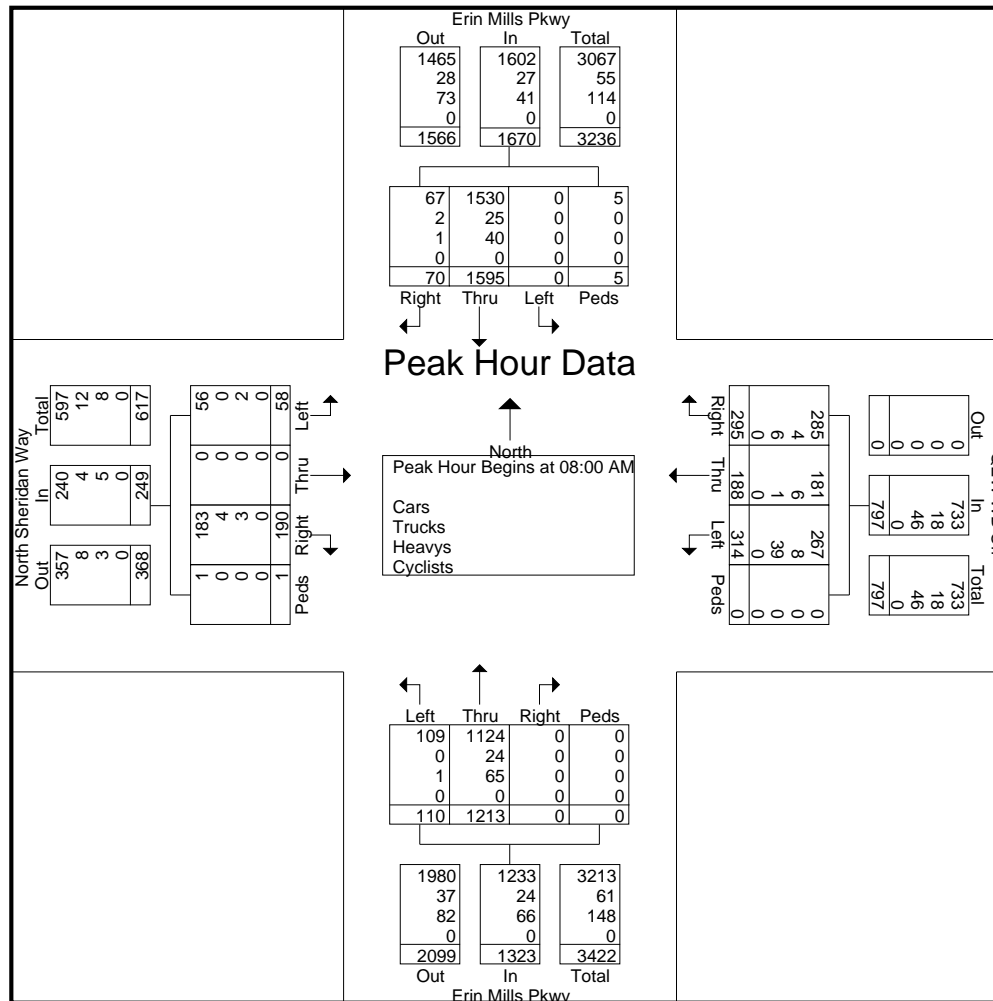 Erin Mills Pkwy
Out In Total
1465 1602 3067
28 27 55
73 41 114
0 0 0
1566 1670 3236
67 1530 0 5
2 25 0 0
1 40 0 0
0 0 0 0
70 1595 0 5
Right Thru Left Peds
Peak Hour Data
North Sheridan Way
Total
597 12 8 0 617
In
240 4 5 0 249
Out
357 8 3 0 368
56 0 2 0 58
Left
0 0 0 0 0
Thru
183 4 3 0 190
Right
1 0 0 0 1
Peds
North
Peak Hour Begins at 08:00 AM
Cars
Trucks
Heavys
Cyclists
Right
285 4 6 0 295
Thru
181 6 1 0 188
Left
267 8 39 0 314
Peds
0 0 0 0 0
Out
0 0 0 0 0
In
733 18 46 0 797
Total
733 18 46 0 797
Left Thru Right Peds
109 1124 0 0
0 24 0 0
1 65 0 0
0 0 0 0
110 1213 0 0
1980 1233 3213
37 24 61
82 66 148
0 0 0
2099 1323 3422
Out In Total
Erin Mills Pkwy